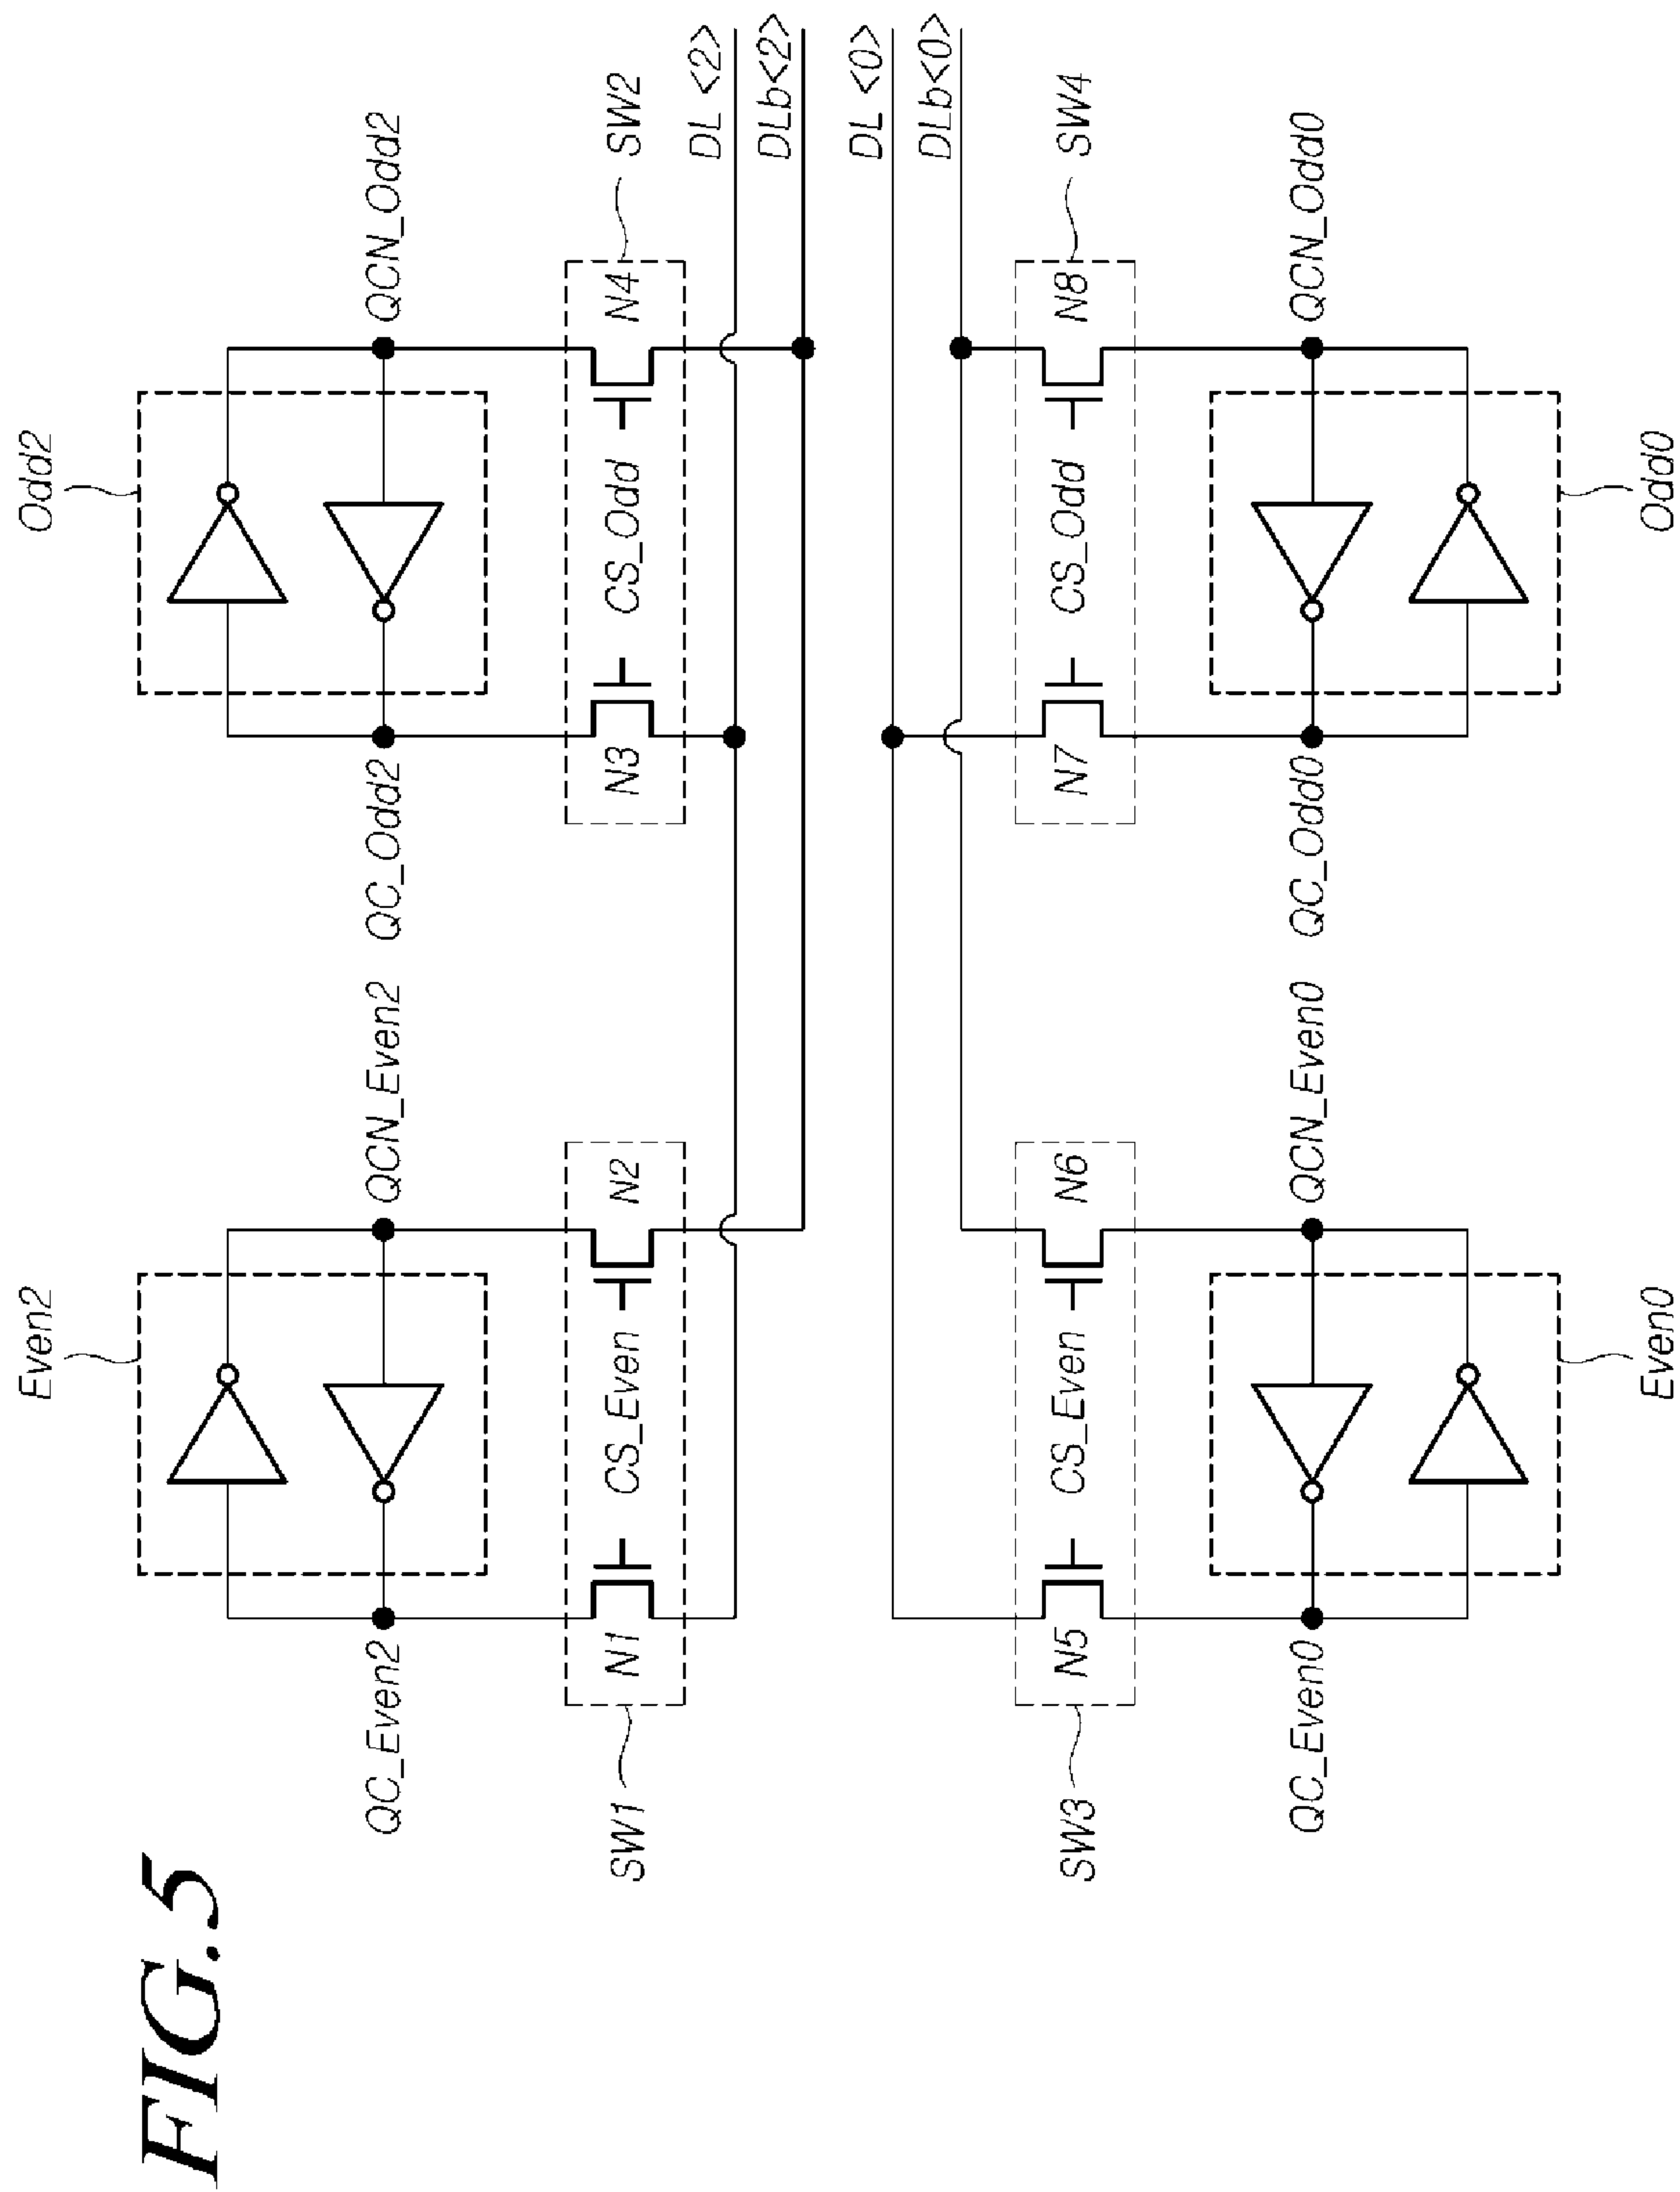 FIG.5
Even2
Odd2
QC_Even2
QCN_Even2
QC_Odd2
QCN_Odd2
SW1
N1
CS_Even
N2
N3
CS_Odd
N4
SW2
DL <2>
DLb<2>
DL <0>
DLb<0>
SW3
N5
CS_Even
N6
N7
CS_Odd
N8
SW4
QC_Even0
QCN_Even0
QC_Odd0
QCN_Odd0
Even0
Odd0